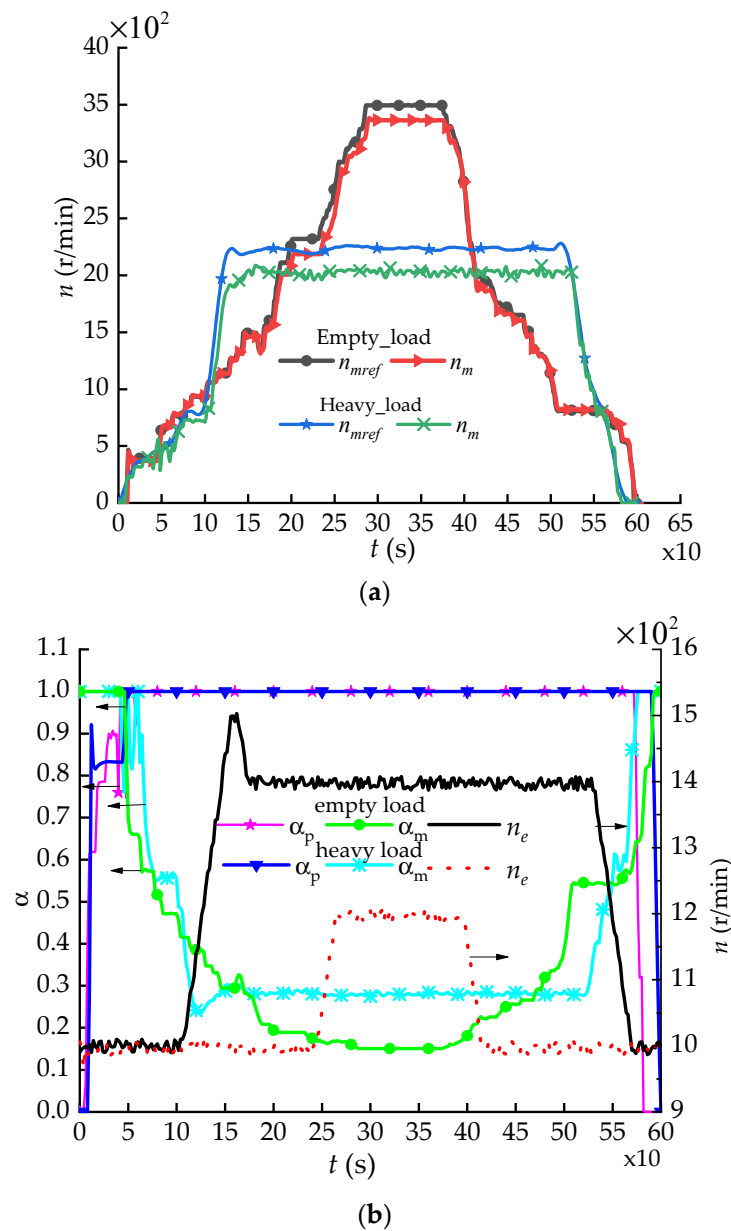 ×10²
40
35
30
25
20
15
10
5
0
n (r/min)
Empty_load
n_mref n_m
Heavy_load
n_mref n_m
0 5 10 15 20 25 30 35 40 45 50 55 60 65
t (s)
x10
(a)
×10²
1.1
1.0
0.9
0.8
0.7
0.6
0.5
0.4
0.3
0.2
0.1
0.0
α
16
15
14
13
12
11
10
9
n (r/min)
empty load
α_p α_m n_e
heavy load
α_p α_m n_e
0 5 10 15 20 25 30 35 40 45 50 55 60
t (s)
x10
(b)